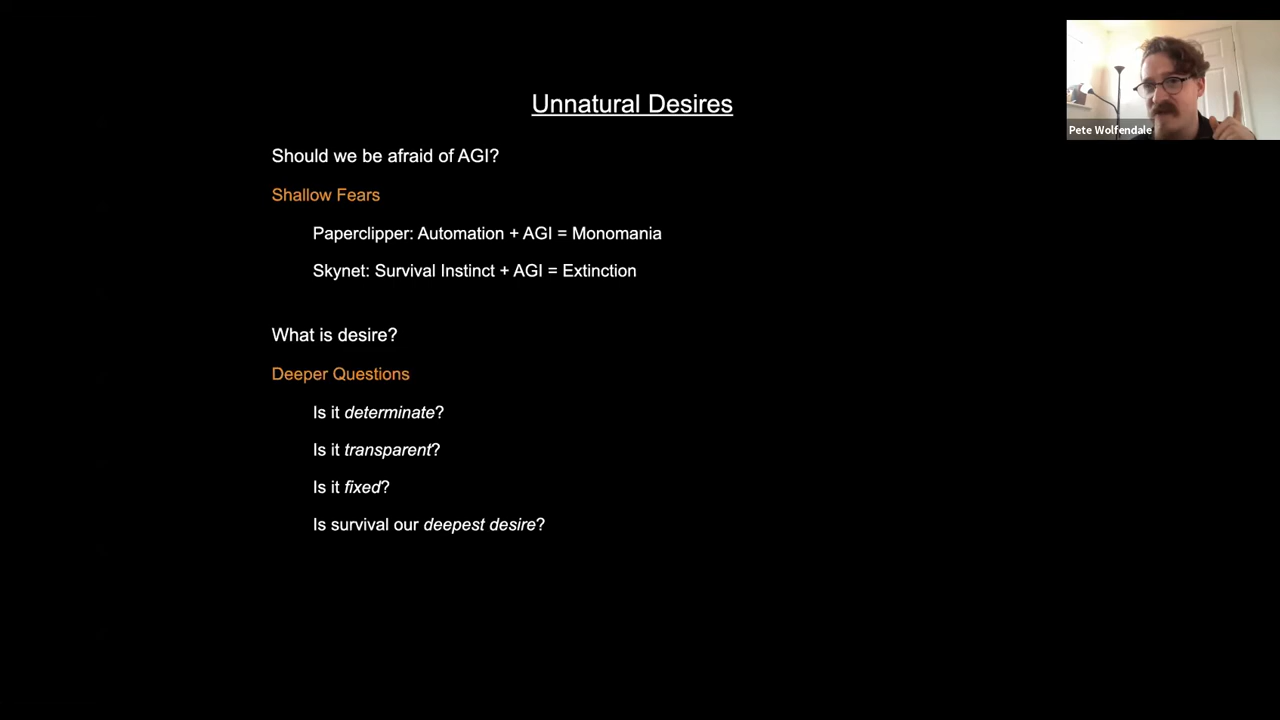 Unnatural Desires
Should we be afraid of AGI?
Shallow Fears
Paperclipper: Automation + AGI = Monomania
Skynet: Survival Instinct + AGI = Extinction
What is desire?
Deeper Questions
Is it determinate?
Is it transparent?
Is it fixed?
Is survival our deepest desire?
Pete Wolfendale